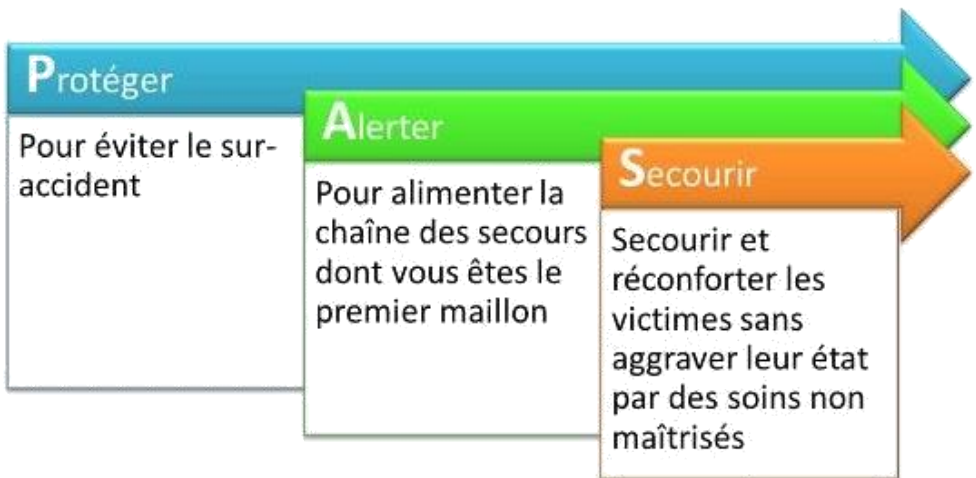 Protéger
Pour éviter le sur-
accident
Alerter
Pour alimenter la
chaîne des secours
dont vous êtes le
premier maillon
Secourir
Secourir et
réconforter les
victimes sans
aggraver leur état
par des soins non
maîtrisés